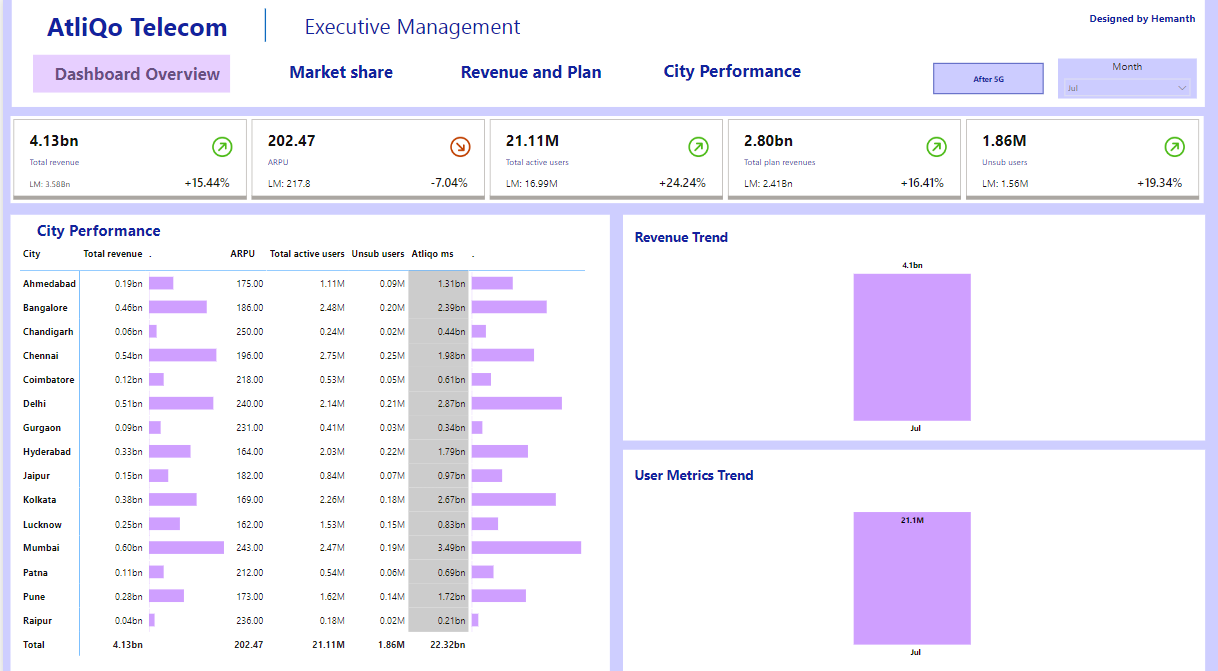 AtliQo Telecom
Executive Management
Designed by Hemanth
Dashboard Overview
Market share
Revenue and Plan
City Performance
After 5G
Month
Jul
4.13bn
Total revenue
LM: 3.58Bn +15.44%
202.47
ARPU
LM: 217.8 -7.04%
21.11M
Total active users
LM: 16.99M +24.24%
2.80bn
Total plan revenues
LM: 2.41Bn +16.41%
1.86M
Unsub users
LM: 1.56M +19.34%
City Performance
City Total revenue . ARPU Total active users Unsub users Atliqo ms .
Ahmedabad 0.19bn 175.00 1.11M 0.09M 1.31bn
Bangalore 0.46bn 186.00 2.48M 0.20M 2.39bn
Chandigarh 0.06bn 250.00 0.24M 0.02M 0.44bn
Chennai 0.54bn 196.00 2.75M 0.25M 1.98bn
Coimbatore 0.12bn 218.00 0.53M 0.05M 0.61bn
Delhi 0.51bn 240.00 2.14M 0.21M 2.87bn
Gurgaon 0.09bn 231.00 0.41M 0.03M 0.34bn
Hyderabad 0.33bn 164.00 2.03M 0.22M 1.79bn
Jaipur 0.15bn 182.00 0.84M 0.07M 0.97bn
Kolkata 0.38bn 169.00 2.26M 0.18M 2.67bn
Lucknow 0.25bn 162.00 1.53M 0.15M 0.83bn
Mumbai 0.60bn 243.00 2.47M 0.19M 3.49bn
Patna 0.11bn 212.00 0.54M 0.06M 0.69bn
Pune 0.28bn 173.00 1.62M 0.14M 1.72bn
Raipur 0.04bn 236.00 0.18M 0.02M 0.21bn
Total 4.13bn 202.47 21.11M 1.86M 22.32bn
Revenue Trend
4.1bn
Jul
User Metrics Trend
21.1M
Jul